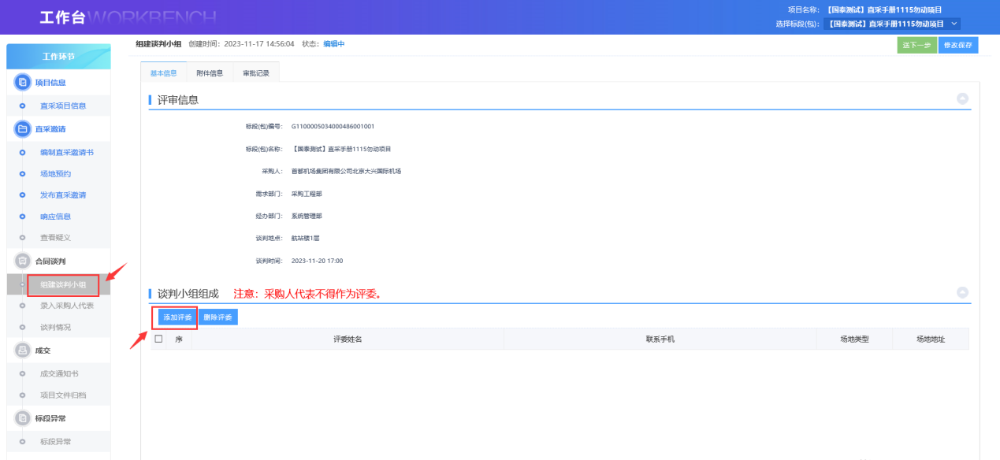 工作台WORKBENCH
项目名称： 【国泰测试】直采手册1115勿动项目
选择标段(包)： 【国泰测试】直采手册1115勿动项目
组建谈判小组 创建时间：2023-11-17 14:56:04 状态：编辑中
送下一步 修改保存
工作环节
项目信息
直采项目信息
直采邀请
编制直采邀请书
场地预约
发布直采邀请
响应信息
查看疑义
合同谈判
组建谈判小组
录入采购人代表
谈判情况
成交
成交通知书
项目文件归档
标段异常
标段异常
基本信息 附件信息 审批记录
评审信息
标段(包)编号： G1100005034000486001001
标段(包)名称： 【国泰测试】直采手册1115勿动项目
采购人： 首都机场集团有限公司北京大兴国际机场
需求部门： 采购工程部
经办部门： 系统管理部
谈判地点： 航站楼1层
谈判时间： 2023-11-20 17:00
谈判小组组成 注意：采购人代表不得作为评委。
添加评委 删除评委
序 评委姓名 联系手机 场地类型 场地地址